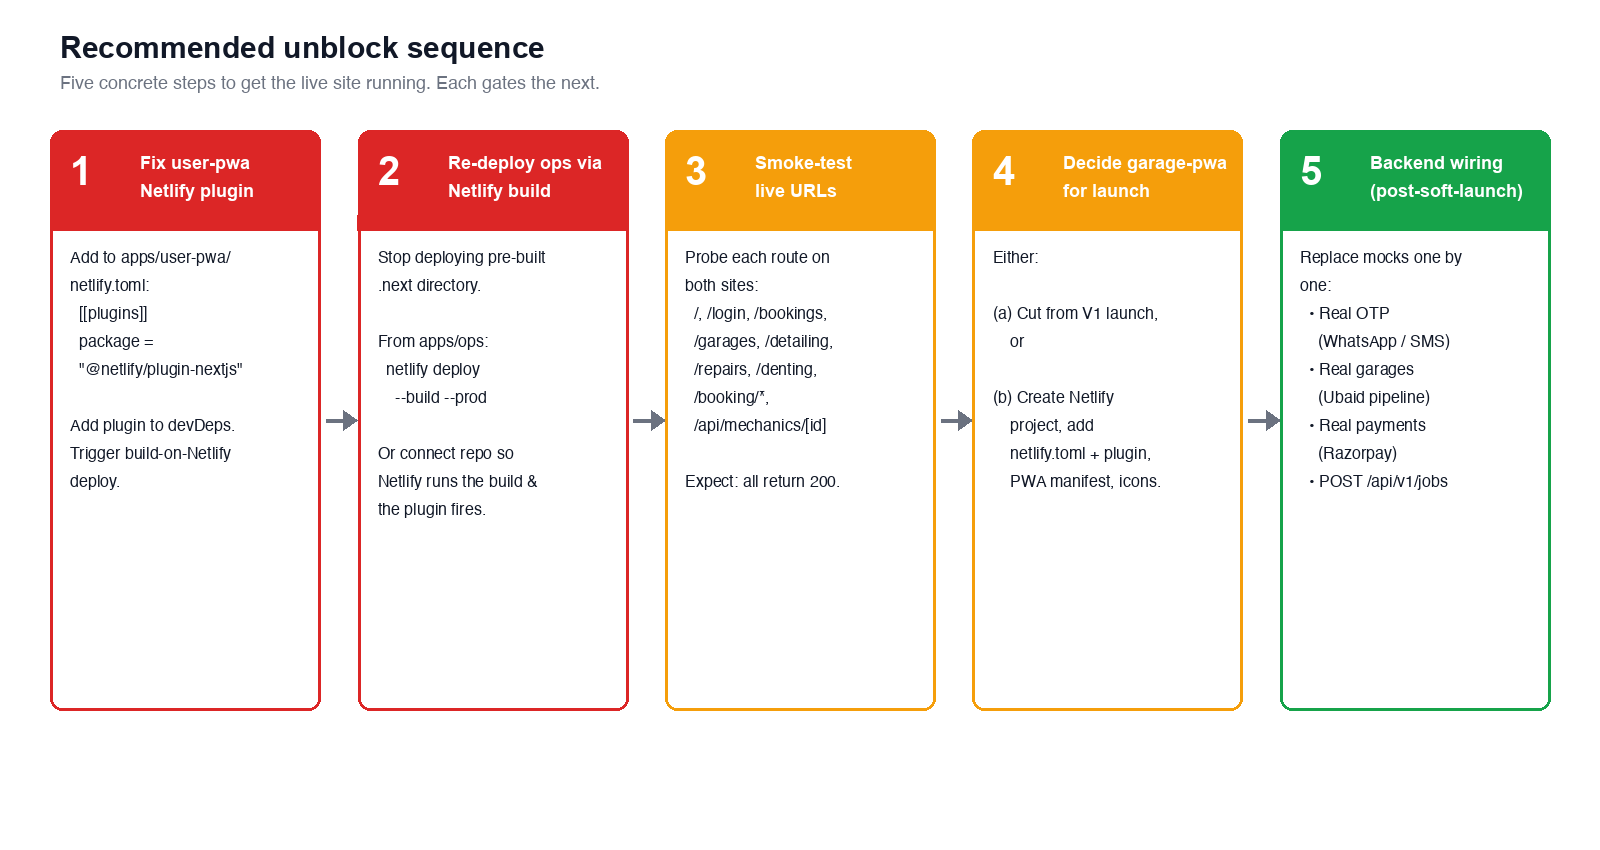 Recommended unblock sequence
Five concrete steps to get the live site running. Each gates the next.
1
Fix user-pwa
Netlify plugin
Add to apps/user-pwa/
netlify.toml:
[[plugins]]
package =
"@netlify/plugin-nextjs"
Add plugin to devDeps.
Trigger build-on-Netlify
deploy.
2
Re-deploy ops via
Netlify build
Stop deploying pre-built
.next directory.
From apps/ops:
netlify deploy
--build --prod
Or connect repo so
Netlify runs the build &
the plugin fires.
3
Smoke-test
live URLs
Probe each route on
both sites:
/, /login, /bookings,
/garages, /detailing,
/repairs, /denting,
/booking/*,
/api/mechanics/[id]
Expect: all return 200.
4
Decide garage-pwa
for launch
Either:
(a) Cut from V1 launch,
or
(b) Create Netlify
project, add
netlify.toml + plugin,
PWA manifest, icons.
5
Backend wiring
(post-soft-launch)
Replace mocks one by
one:
• Real OTP
(WhatsApp / SMS)
• Real garages
(Ubaid pipeline)
• Real payments
(Razorpay)
• POST /api/v1/jobs